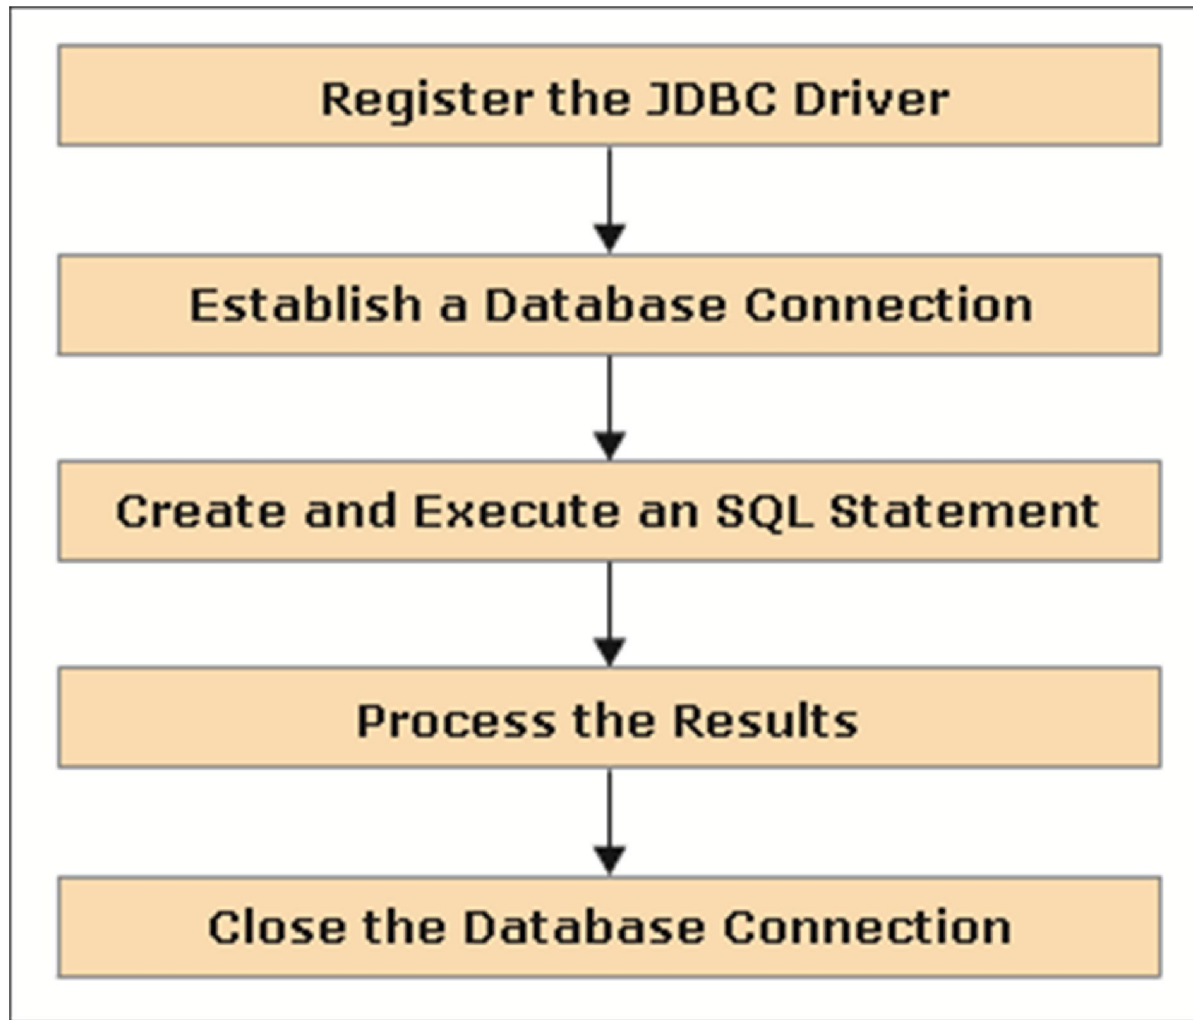 Register the JDBC Driver
Establish a Database Connection
Create and Execute an SQL Statement
Process the Results
Close the Database Connection